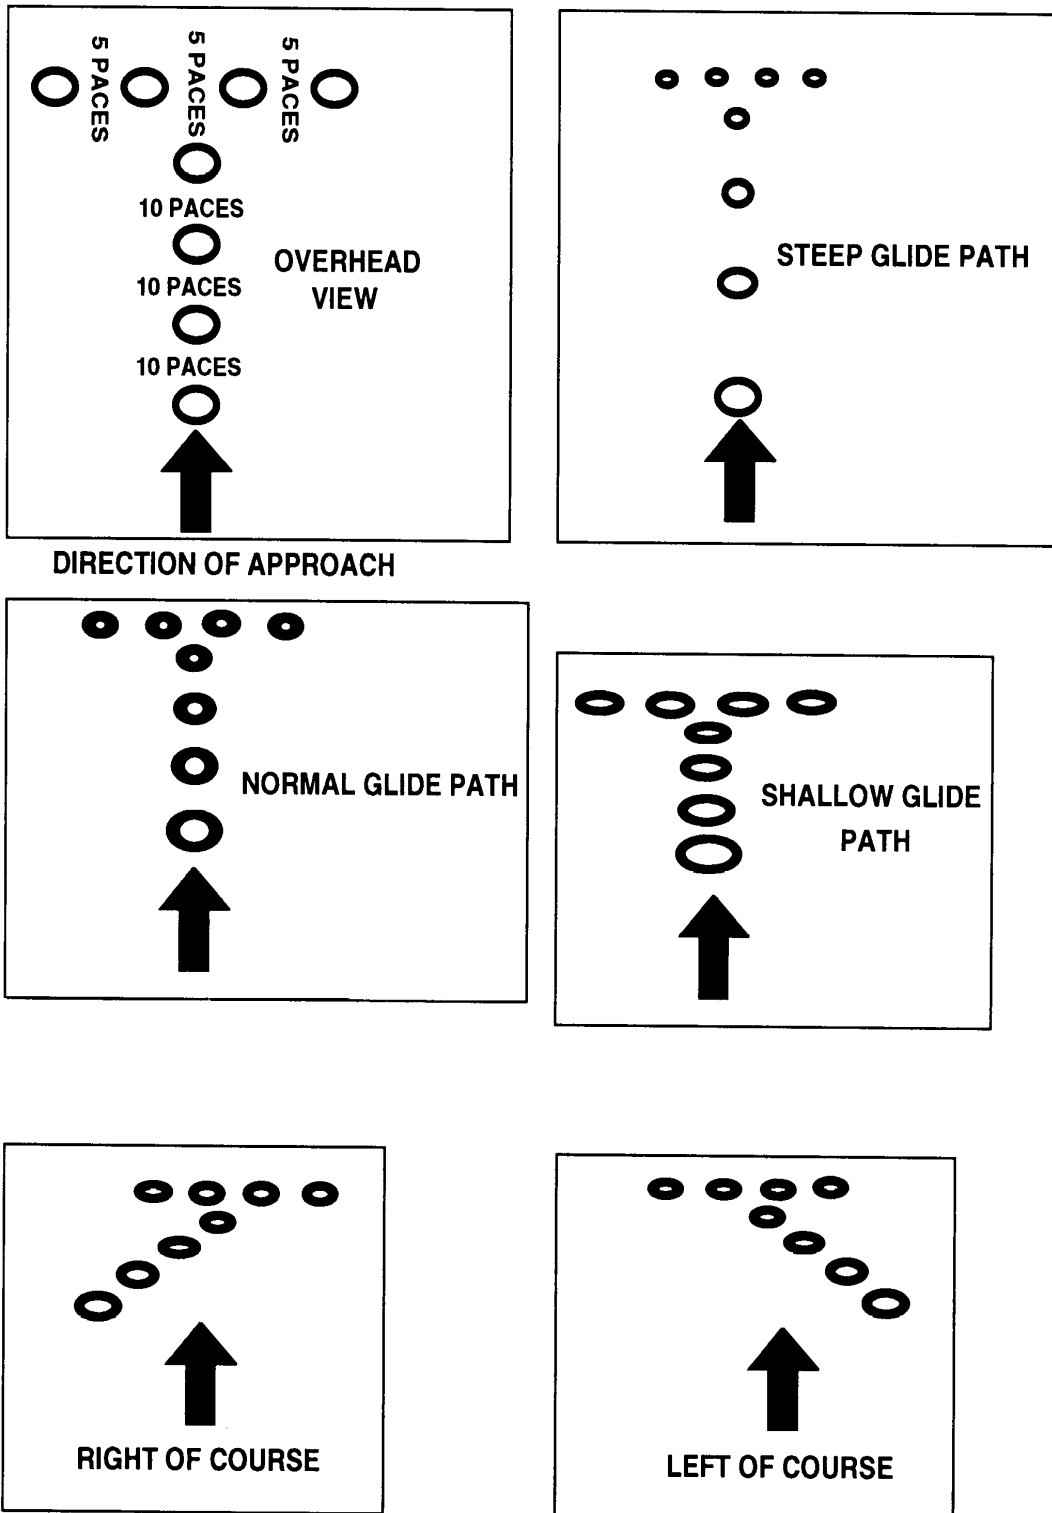 5 PACES
5 PACES
5 PACES
10 PACES
10 PACES
10 PACES
OVERHEAD
VIEW
DIRECTION OF APPROACH
STEEP GLIDE PATH
NORMAL GLIDE PATH
SHALLOW GLIDE
PATH
RIGHT OF COURSE
LEFT OF COURSE